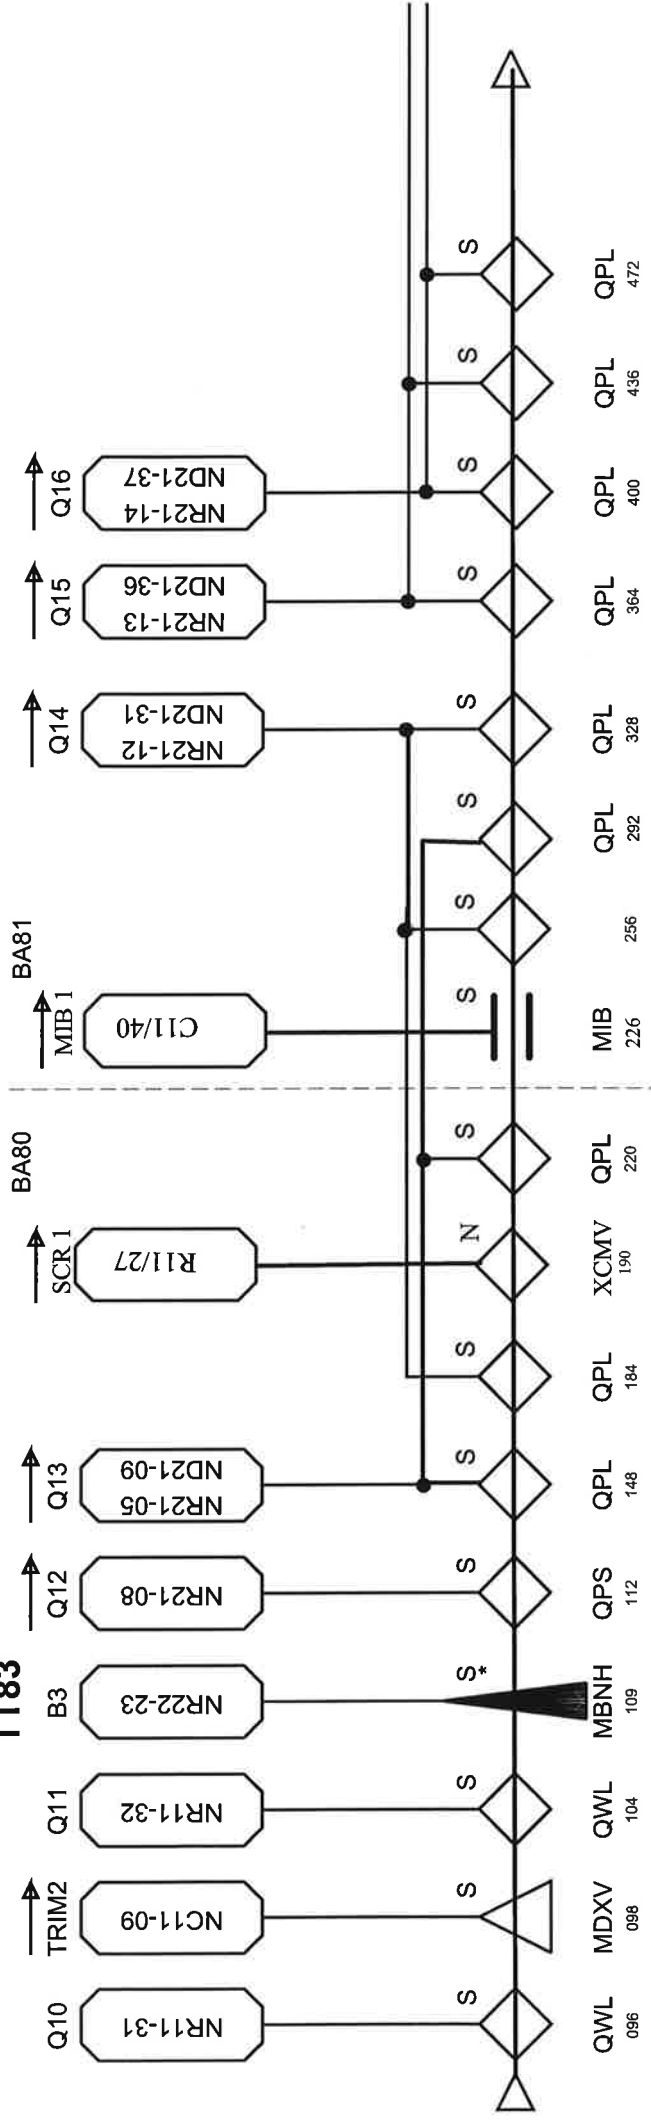 TT83
BA80 BA81
Q10 TRIM2 Q11 B3 Q12 Q13 SCR 1 MIB 1 Q14 Q15 Q16
NR11-31
NC11-09
NR11-32
NR22-23
NR21-08
NR21-05
ND21-09
R11/27
C11/40
NR21-12
ND21-31
NR21-13
ND21-36
NR21-14
ND21-37
S S S S* S S S N S S S S S S S S S
QWL MDXV QWL MBNH QPS QPL QPL XCMV QPL MIB QPL QPL QPL QPL QPL QPL
096 098 104 109 112 148 184 190 220 226 256 292 328 364 400 436 472